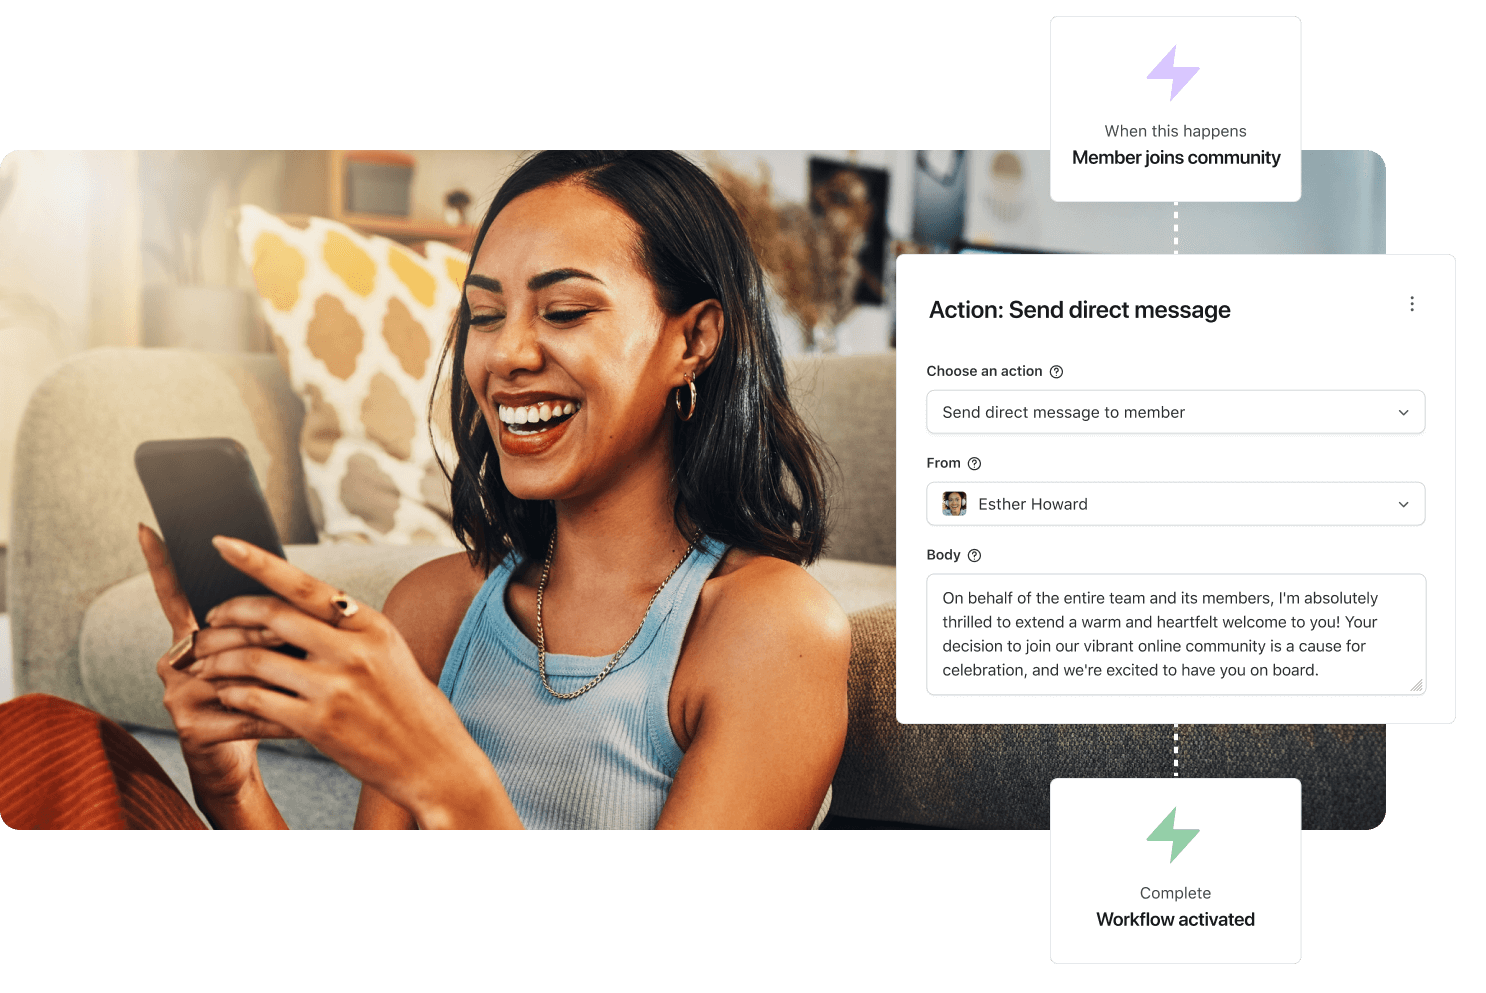 When this happens
Member joins community
Action: Send direct message
Choose an action
Send direct message to member
From
Esther Howard
Body
On behalf of the entire team and its members, I'm absolutely
thrilled to extend a warm and heartfelt welcome to you! Your
decision to join our vibrant online community is a cause for
celebration, and we're excited to have you on board.
Complete
Workflow activated